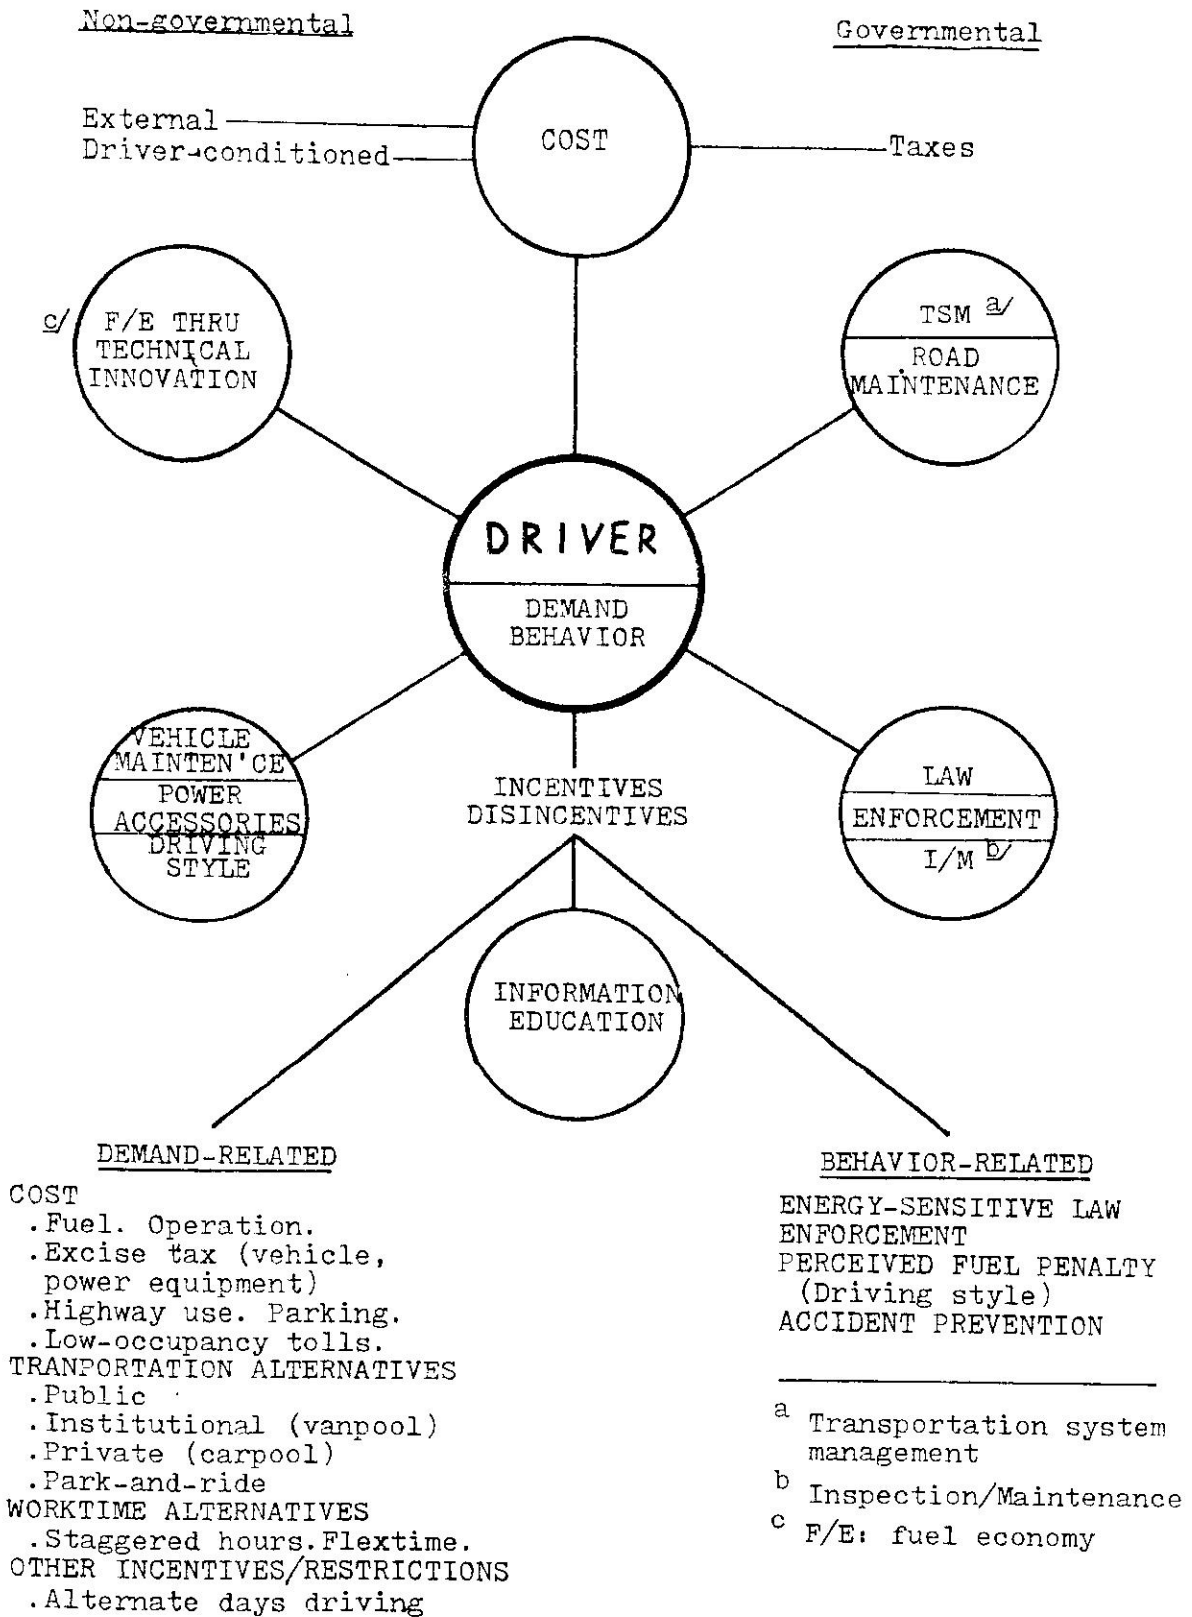 Non-governmental
Governmental
External
Driver-conditioned
COST
Taxes
c/
F/E THRU
TECHNICAL
INNOVATION
TSM a/
ROAD
MAINTENANCE
DRIVER
DEMAND
BEHAVIOR
VEHICLE
MAINTEN'CE
POWER
ACCESSORIES
DRIVING
STYLE
INCENTIVES
DISINCENTIVES
LAW
ENFORCEMENT
I/M b/
INFORMATION
EDUCATION
DEMAND-RELATED
COST
.Fuel. Operation.
.Excise tax (vehicle,
power equipment)
.Highway use. Parking.
.Low-occupancy tolls.
TRANPORTATION ALTERNATIVES
.Public
.Institutional (vanpool)
.Private (carpool)
.Park-and-ride
WORKTIME ALTERNATIVES
.Staggered hours.Flextime.
OTHER INCENTIVES/RESTRICTIONS
.Alternate days driving
BEHAVIOR-RELATED
ENERGY-SENSITIVE LAW
ENFORCEMENT
PERCEIVED FUEL PENALTY
(Driving style)
ACCIDENT PREVENTION
a Transportation system
management
b Inspection/Maintenance
c F/E: fuel economy